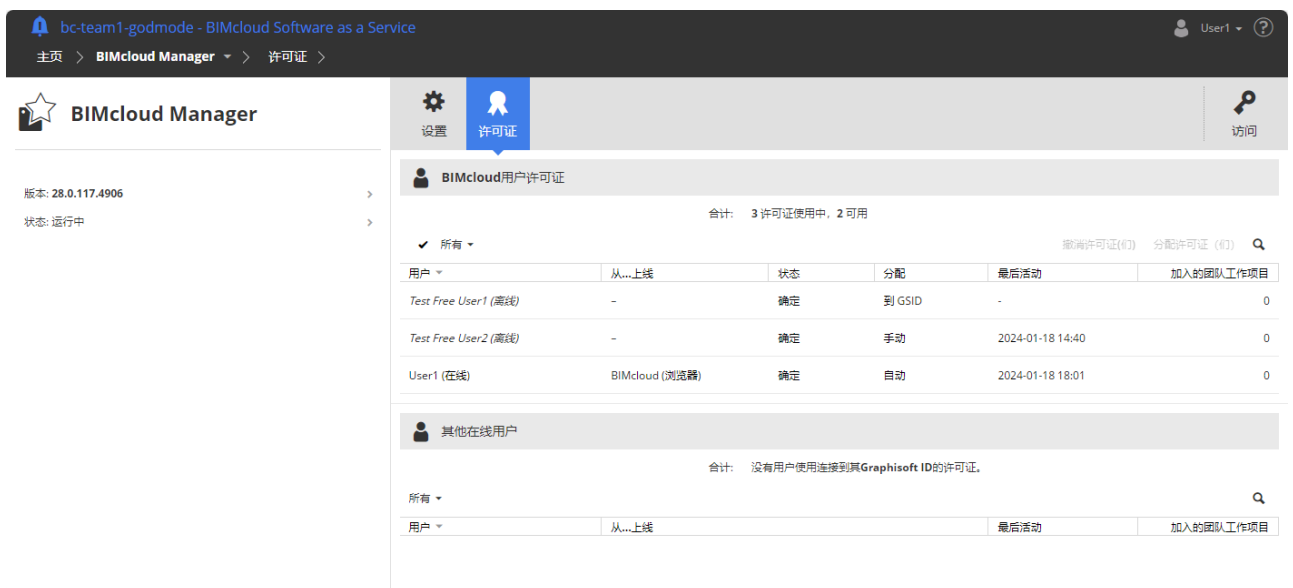 bc-team1-godmode - BIMcloud Software as a Service
User1
?
主页 BIMcloud Manager 许可证
BIMcloud Manager
设置
许可证
访问
版本: 28.0.117.4906
状态: 运行中
BIMcloud用户许可证
合计: 3 许可证使用中，2 可用
所有
撤消许可证(们) 分配许可证（们）
用户 从...上线 状态 分配 最后活动 加入的团队工作项目
Test Free User1 (离线) – 确定 到 GSID - 0
Test Free User2 (离线) – 确定 手动 2024-01-18 14:40 0
User1 (在线) BIMcloud (浏览器) 确定 自动 2024-01-18 18:01 0
其他在线用户
合计: 没有用户使用连接到其Graphisoft ID的许可证。
所有
用户 从...上线 最后活动 加入的团队工作项目